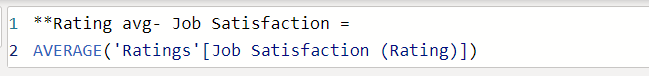 1 **Rating avg- Job Satisfaction =
2 AVERAGE('Ratings'[Job Satisfaction (Rating)])